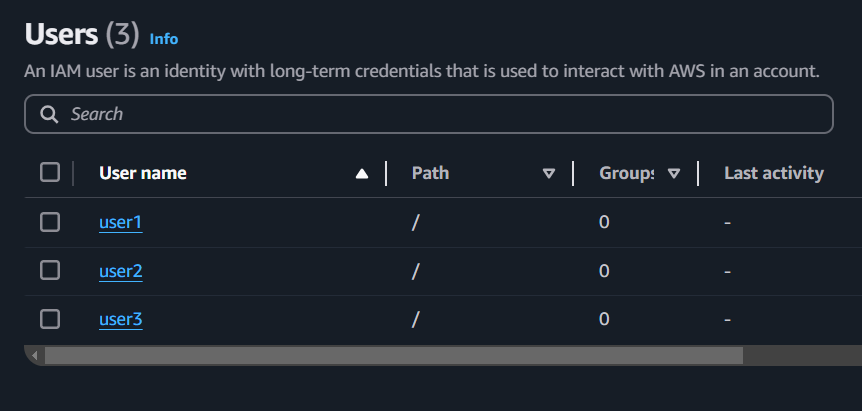 Users (3) Info
An IAM user is an identity with long-term credentials that is used to interact with AWS in an account.
Search
User name Path Groups Last activity
user1 / 0 -
user2 / 0 -
user3 / 0 -